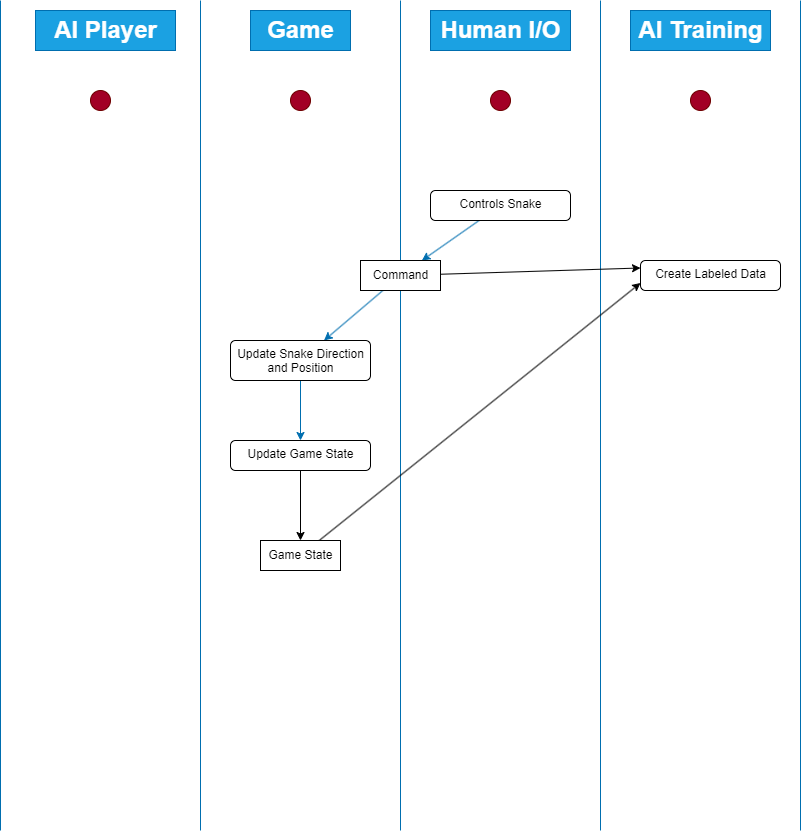 AI Player
Game
Human I/O
AI Training
Controls Snake
Command
Create Labeled Data
Update Snake Direction
and Position
Update Game State
Game State